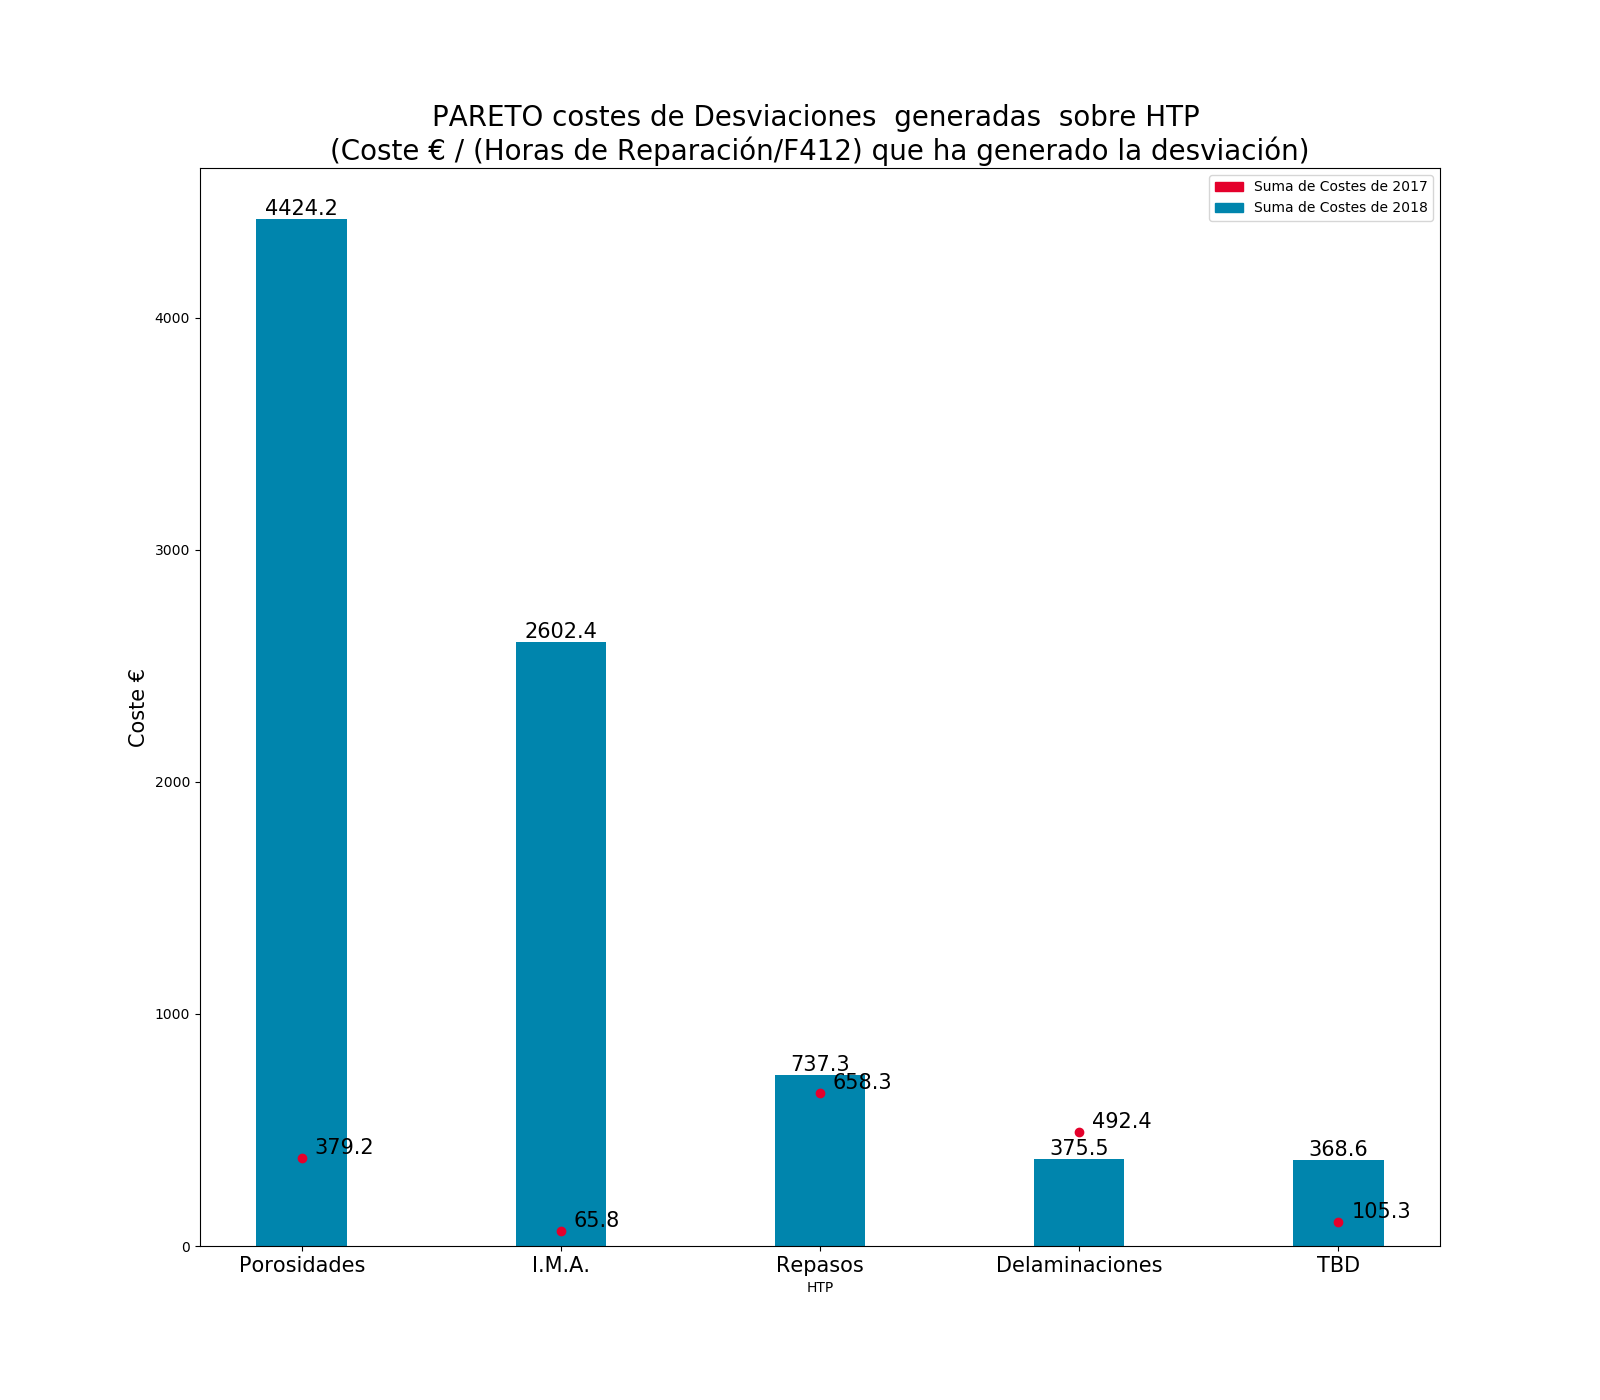 PARETO costes de Desviaciones  generadas  sobre HTP
(Coste € / (Horas de Reparación/F412) que ha generado la desviación)
Suma de Costes de 2017
Suma de Costes de 2018
Coste €
4000
3000
2000
1000
0
4424.2
2602.4
737.3
375.5
368.6
379.2
65.8
658.3
492.4
105.3
Porosidades
I.M.A.
Repasos
Delaminaciones
TBD
HTP